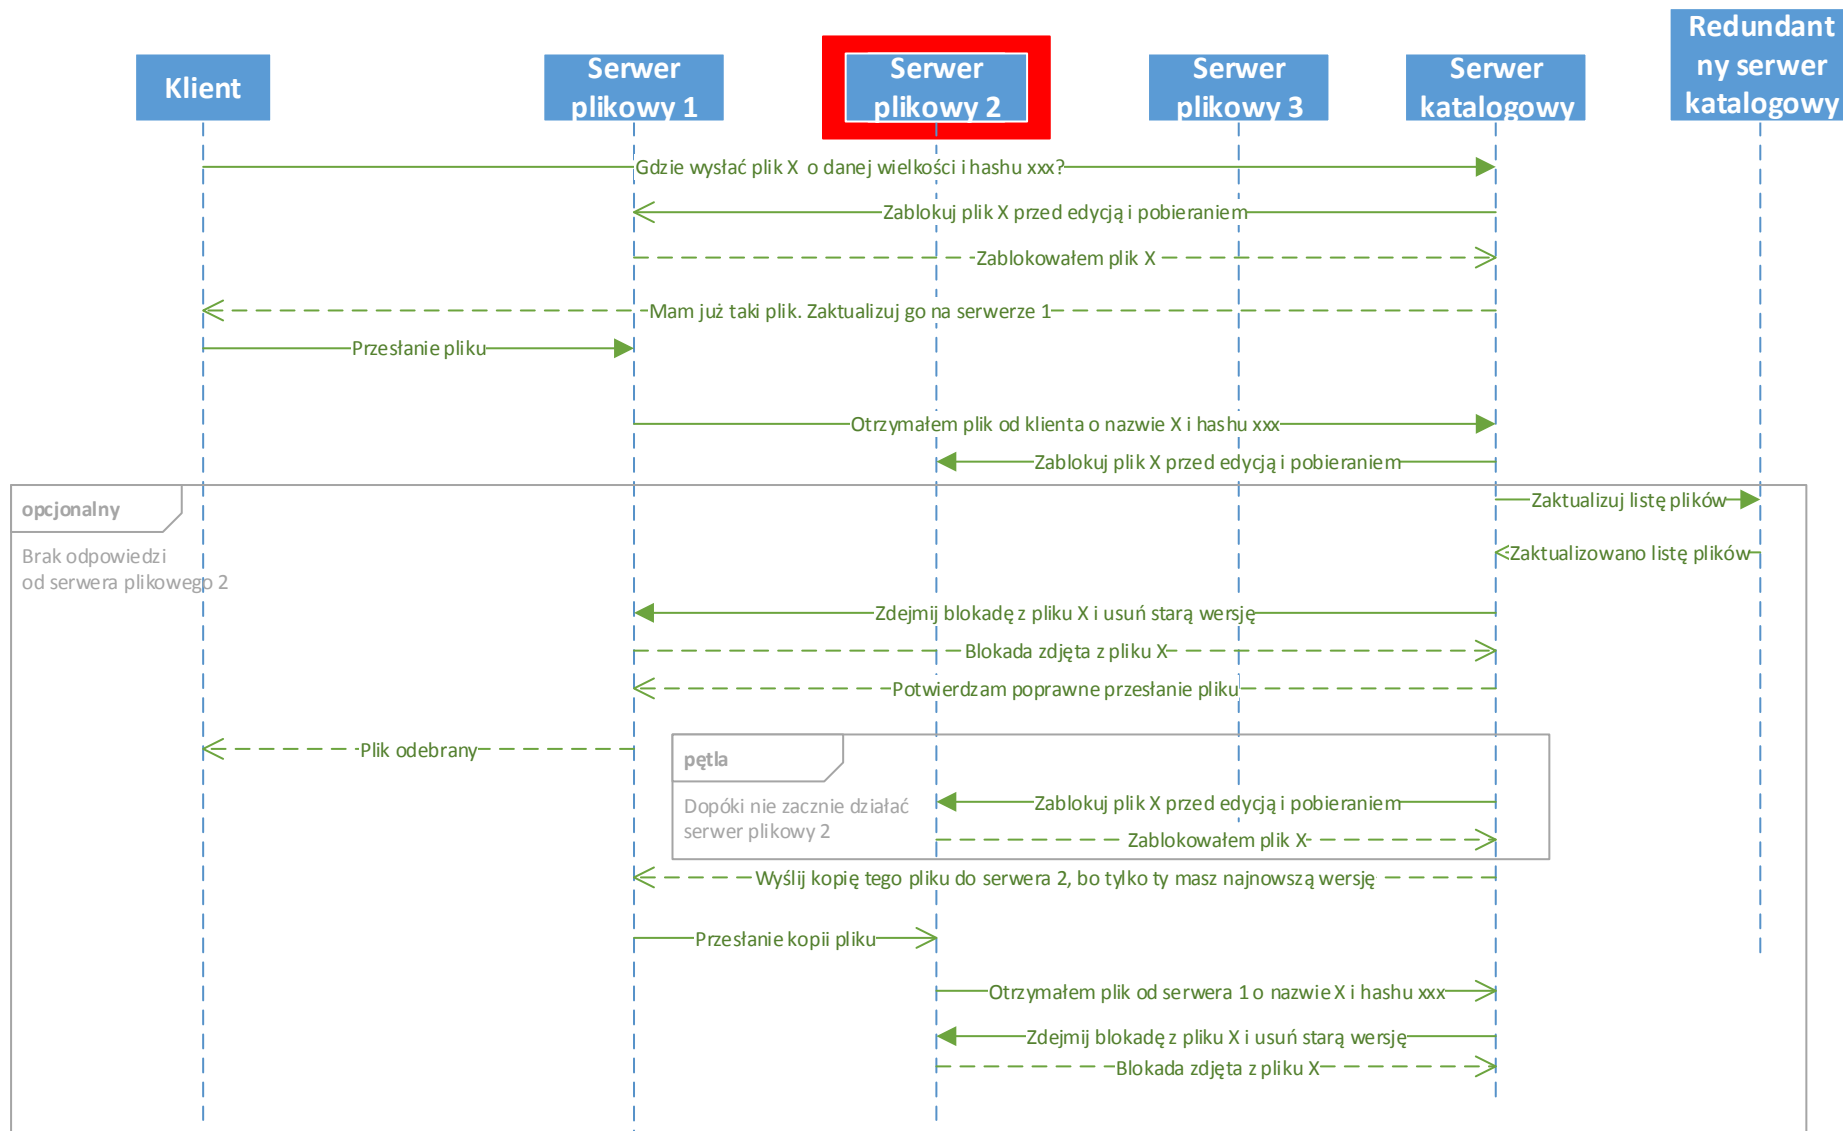 Klient
Serwer
plikowy 1
Serwer
plikowy 2
Serwer
plikowy 3
Serwer
katalogowy
Redundant
ny serwer
katalogowy
Gdzie wysłać plik X o danej wielkości i hashu xxx?
Zablokuj plik X przed edycją i pobieraniem
Zablokowałem plik X
Mam już taki plik. Zaktualizuj go na serwerze 1
Przesłanie pliku
Otrzymałem plik od klienta o nazwie X i hashu xxx
Zablokuj plik X przed edycją i pobieraniem
opcjonalny
Brak odpowiedzi
od serwera plikowego 2
Zaktualizuj listę plików
Zaktualizowano listę plików
Zdejmij blokadę z pliku X i usuń starą wersję
Blokada zdjęta z pliku X
Potwierdzam poprawne przesłanie pliku
Plik odebrany
pętla
Dopóki nie zacznie działać
serwer plikowy 2
Zablokuj plik X przed edycją i pobieraniem
Zablokowałem plik X
Wyślij kopię tego pliku do serwera 2, bo tylko ty masz najnowszą wersję
Przesłanie kopii pliku
Otrzymałem plik od serwera 1 o nazwie X i hashu xxx
Zdejmij blokadę z pliku X i usuń starą wersję
Blokada zdjęta z pliku X